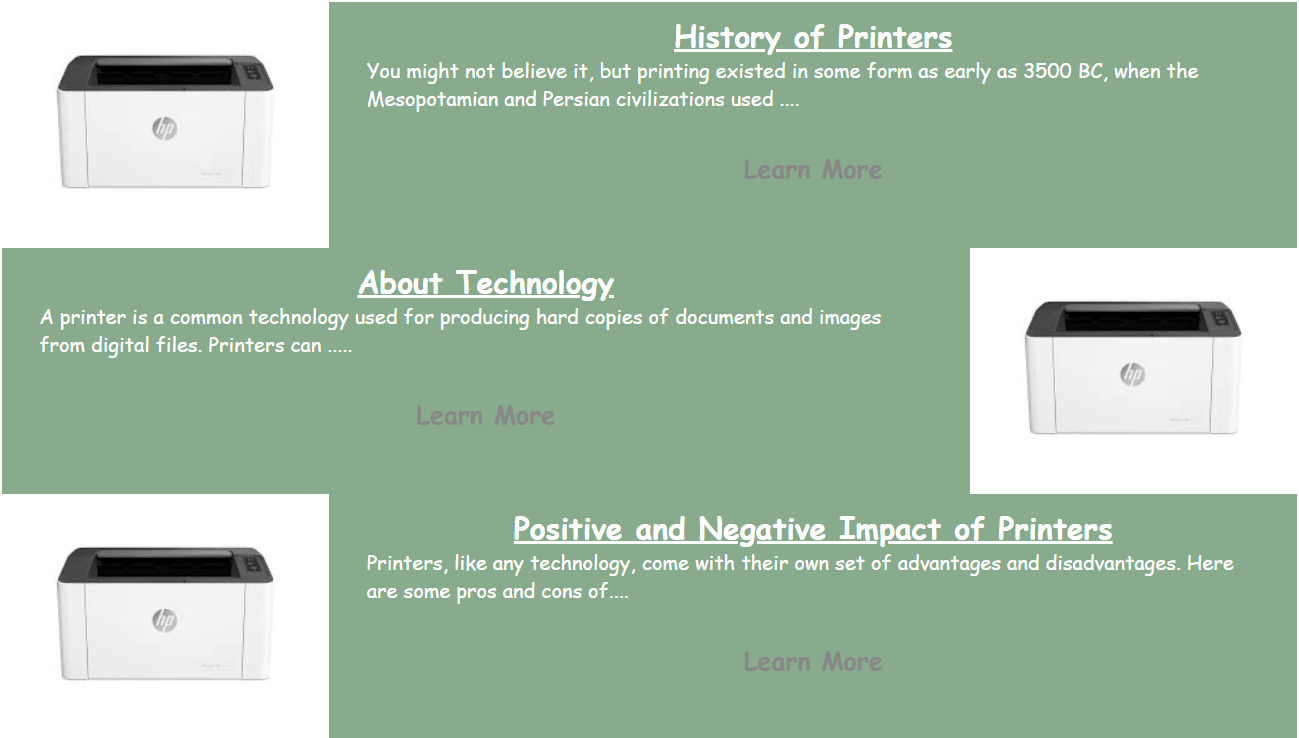 hp
History of Printers
You might not believe it, but printing existed in some form as early as 3500 BC, when the
Mesopotamian and Persian civilizations used ....
Learn More
About Technology
A printer is a common technology used for producing hard copies of documents and images
from digital files. Printers can .....
Learn More
hp
hp
Positive and Negative Impact of Printers
Printers, like any technology, come with their own set of advantages and disadvantages. Here
are some pros and cons of....
Learn More